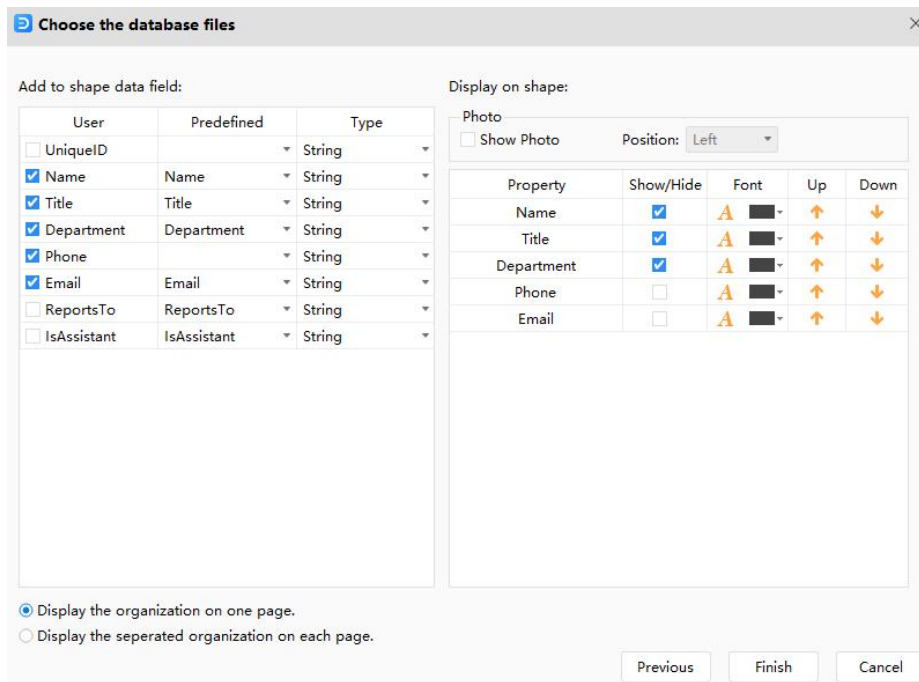 Choose the database files
Add to shape data field:
User Predefined Type
UniqueID String
Name Name String
Title Title String
Department Department String
Phone String
Email Email String
ReportsTo ReportsTo String
IsAssistant IsAssistant String
Display on shape:
Photo
Show Photo Position: Left
Property Show/Hide Font Up Down
Name A
Title A
Department A
Phone A
Email A
Display the organization on one page.
Display the seperated organization on each page.
Previous Finish Cancel